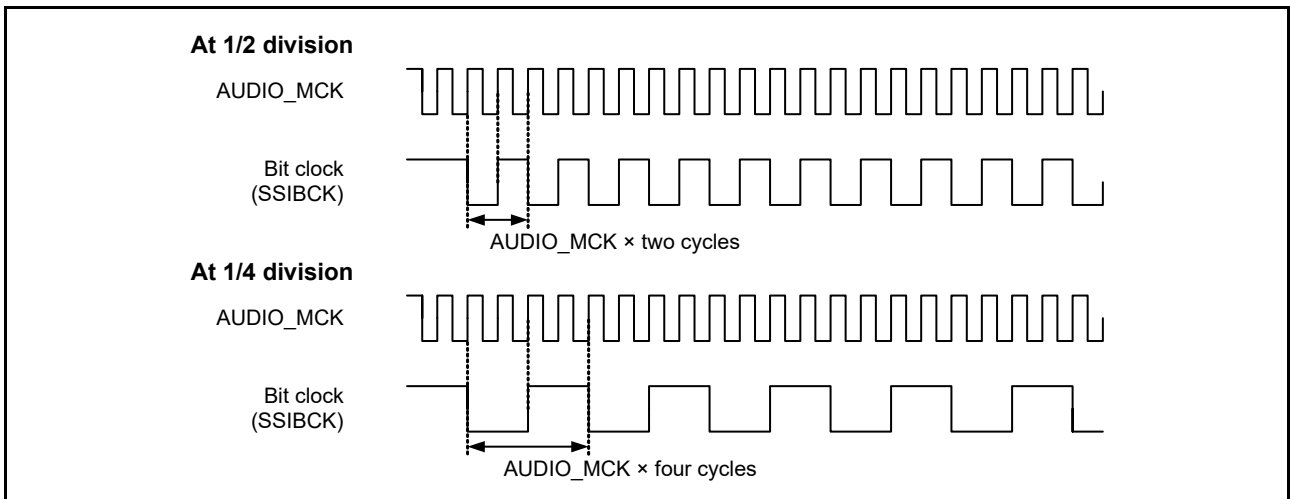 At 1/2 division
AUDIO_MCK
Bit clock
(SSIBCK)
AUDIO_MCK × two cycles
At 1/4 division
AUDIO_MCK
Bit clock
(SSIBCK)
AUDIO_MCK × four cycles